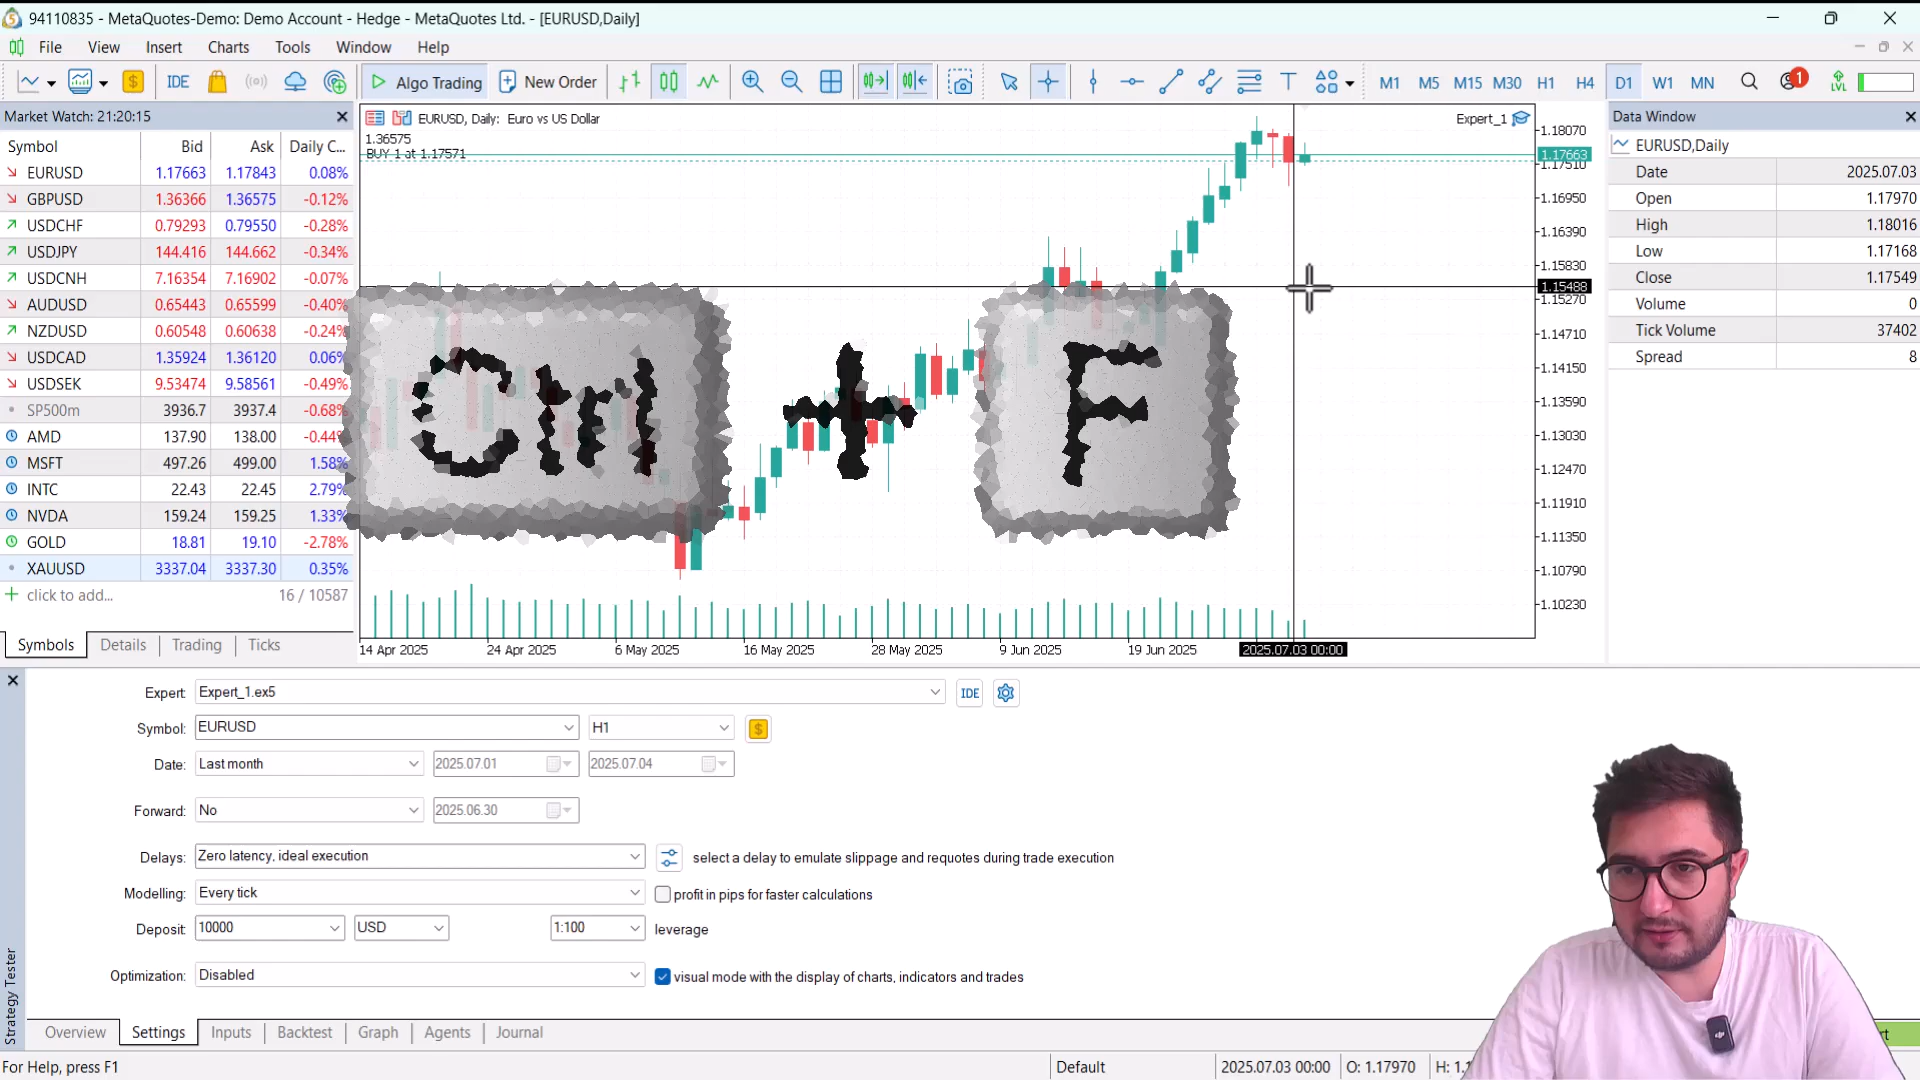 94110835 - MetaQuotes-Demo: Demo Account - Hedge - MetaQuotes Ltd. - [EURUSD,Daily]
File View Insert Charts Tools Window Help
IDE Algo Trading New Order M1 M5 M15 M30 H1 H4 D1 W1 MN 1 LVL
Market Watch: 21:20:15
Symbol Bid Ask Daily C...
EURUSD 1.17663 1.17843 0.08%
GBPUSD 1.36366 1.36575 -0.12%
USDCHF 0.79293 0.79550 -0.28%
USDJPY 144.416 144.662 -0.34%
USDCNH 7.16354 7.16902 -0.07%
AUDUSD 0.65443 0.65599 -0.40%
NZDUSD 0.60548 0.60638 -0.24%
USDCAD 1.35924 1.36120 0.06%
USDSEK 9.53474 9.58561 -0.49%
SP500m 3936.7 3937.4 -0.68%
AMD 137.90 138.00 -0.44%
MSFT 497.26 499.00 1.58%
INTC 22.43 22.45 2.79%
NVDA 159.24 159.25 1.33%
GOLD 18.81 19.10 -2.78%
XAUUSD 3337.04 3337.30 0.35%
click to add... 16 / 10587
Symbols Details Trading Ticks
EURUSD, Daily: Euro vs US Dollar
Expert_1
1.36575
BUY 1 at 1.17571
1.18070
1.17663
1.17510
1.16950
1.16390
1.15830
1.15488
1.15270
1.14710
1.14150
1.13590
1.13030
1.12470
1.11910
1.11350
1.10790
1.10230
Ctrl + F
14 Apr 2025 24 Apr 2025 6 May 2025 16 May 2025 28 May 2025 9 Jun 2025 19 Jun 2025 2025.07.03 00:00
Data Window
EURUSD,Daily
Date 2025.07.03
Open 1.17970
High 1.18016
Low 1.17168
Close 1.17549
Volume 0
Tick Volume 37402
Spread 8
Expert: Expert_1.ex5 IDE
Symbol: EURUSD H1
Date: Last month 2025.07.01 2025.07.04
Forward: No 2025.06.30
Delays: Zero latency, ideal execution select a delay to emulate slippage and requotes during trade execution
Modelling: Every tick profit in pips for faster calculations
Deposit: 10000 USD 1:100 leverage
Optimization: Disabled visual mode with the display of charts, indicators and trades
Strategy Tester
Overview Settings Inputs Backtest Graph Agents Journal
For Help, press F1 Default 2025.07.03 00:00 O: 1.17970